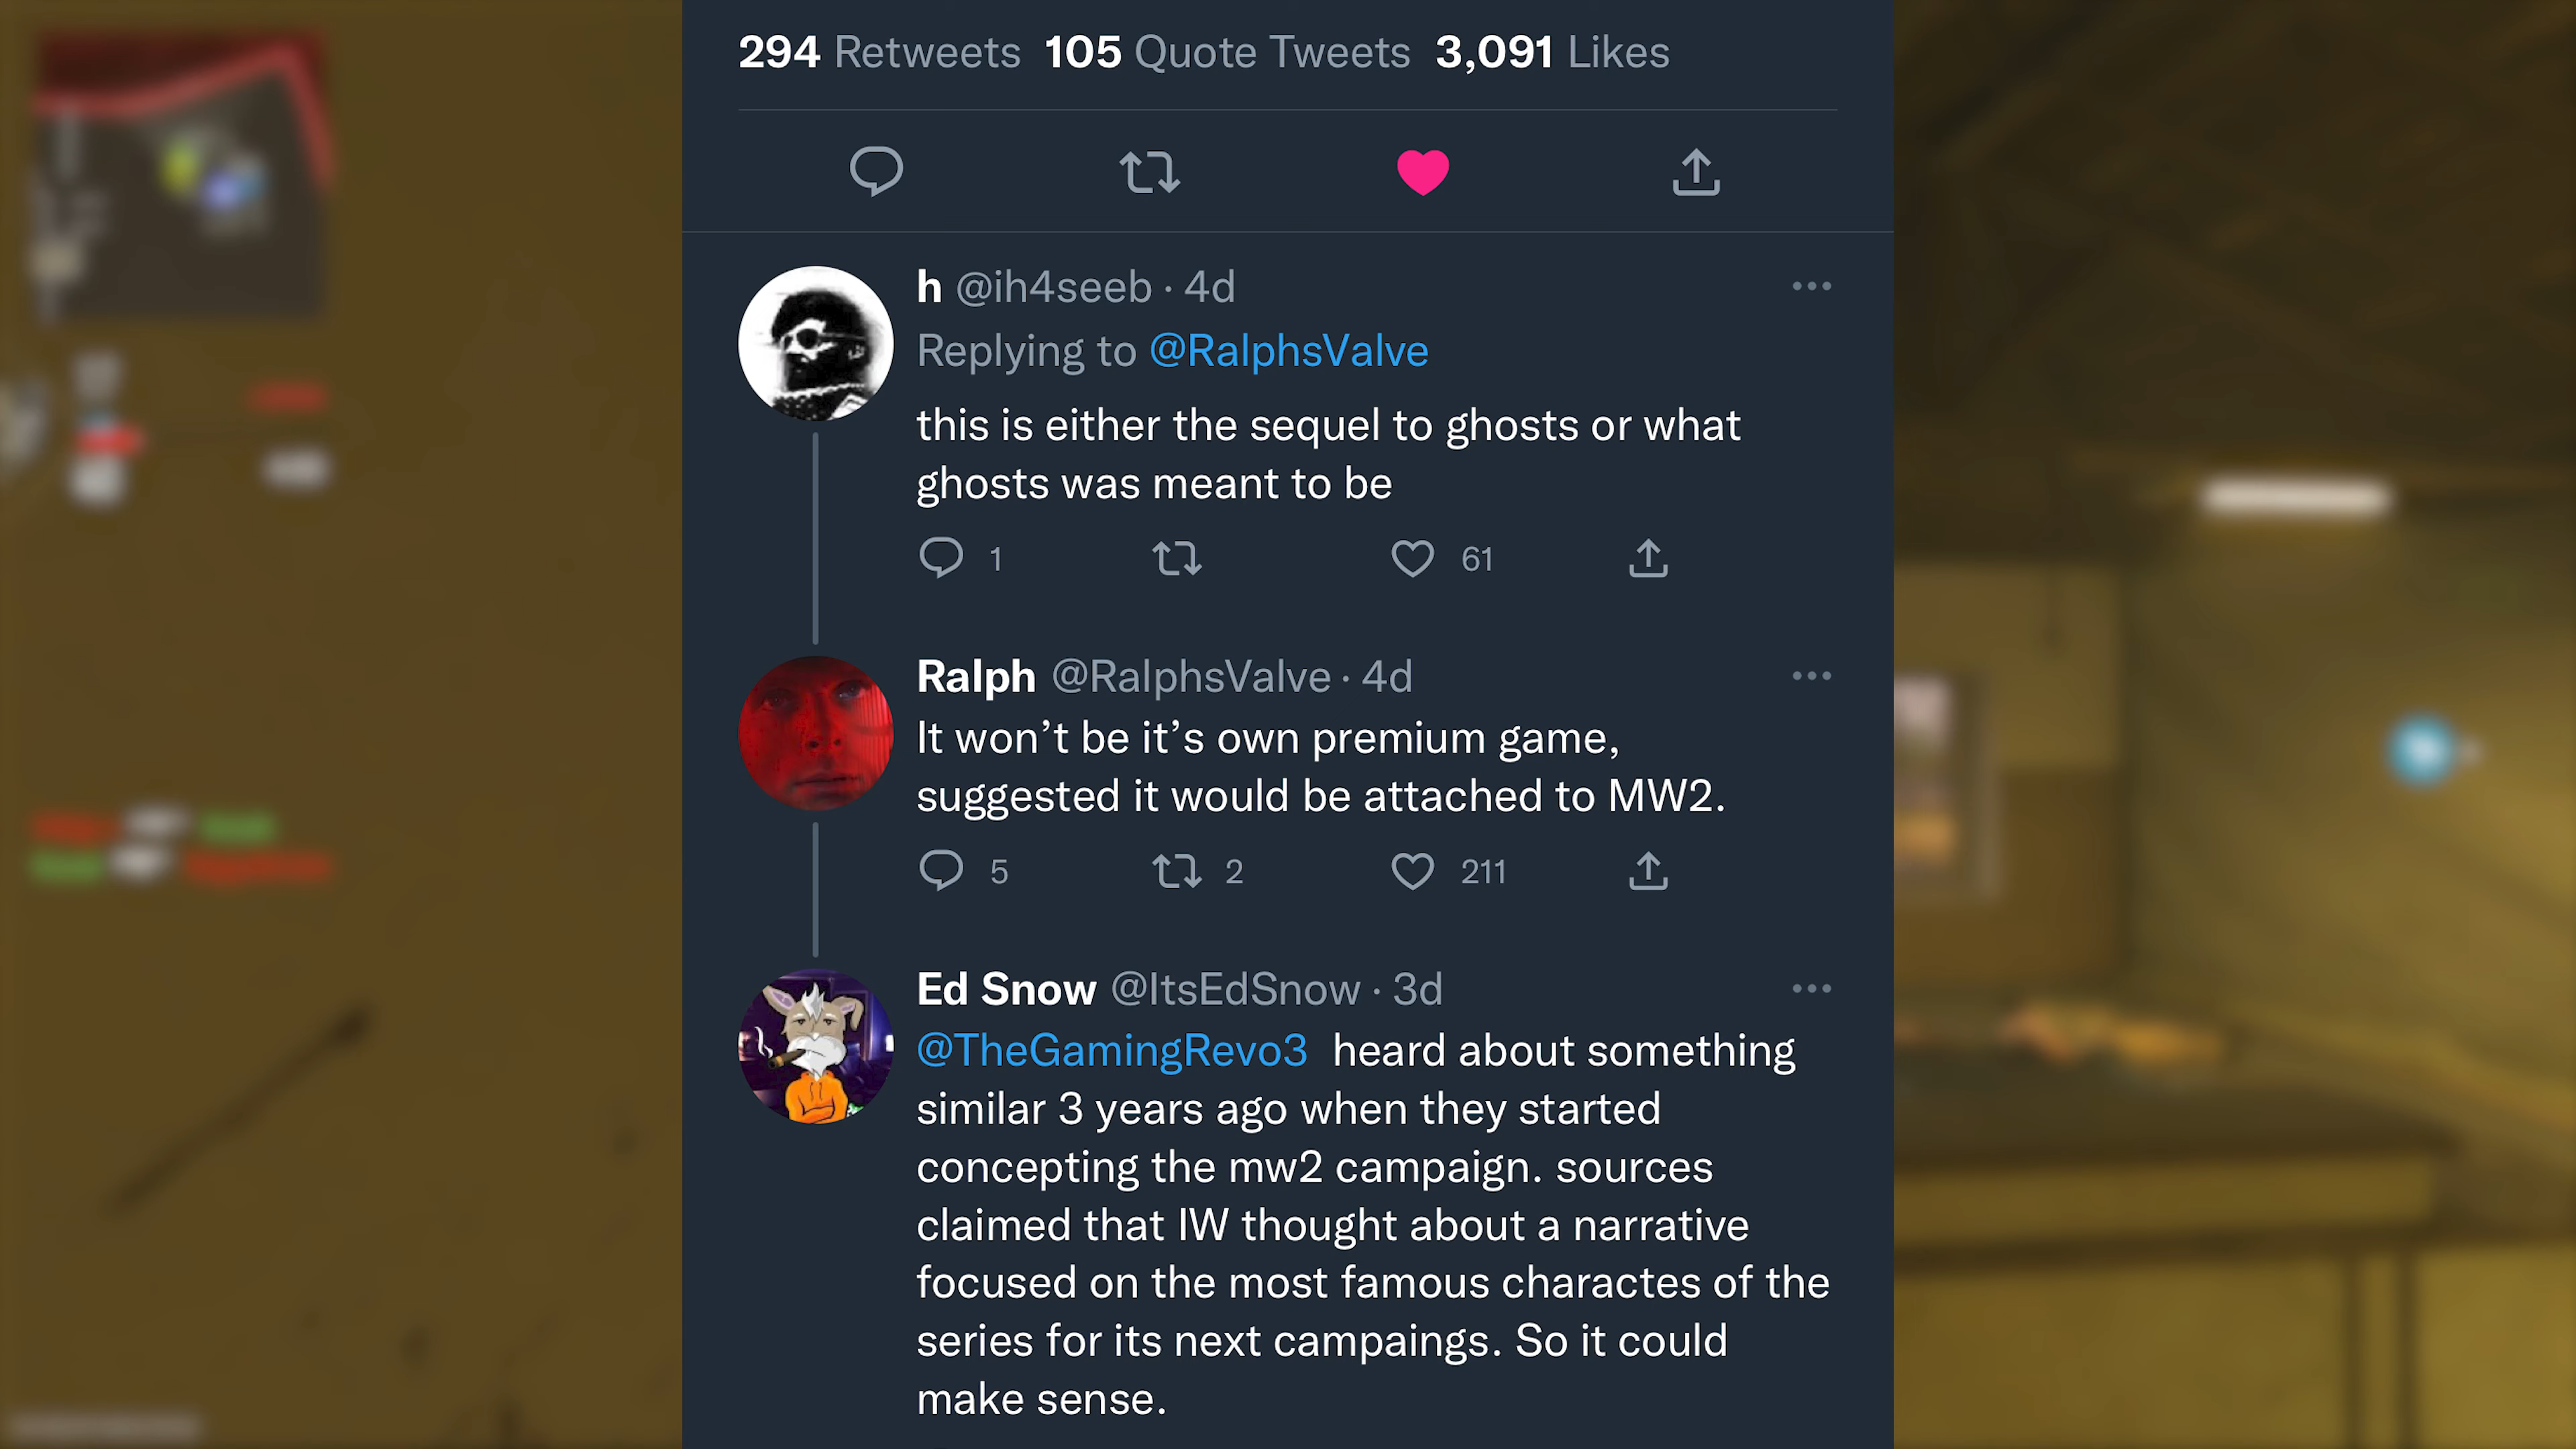 294 Retweets 105 Quote Tweets 3,091 Likes
h @ih4seeb · 4d
Replying to @RalphsValve
this is either the sequel to ghosts or what
ghosts was meant to be
1 61
Ralph @RalphsValve · 4d
It won’t be it’s own premium game,
suggested it would be attached to MW2.
5 2 211
Ed Snow @ItsEdSnow · 3d
@TheGamingRevo3 heard about something
similar 3 years ago when they started
concepting the mw2 campaign. sources
claimed that IW thought about a narrative
focused on the most famous charactes of the
series for its next campaings. So it could
make sense.